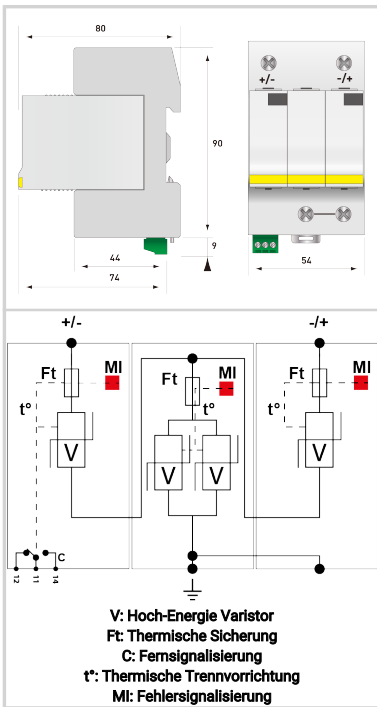 80
+/-
-/+
90
9
44
74
54
+/-
-/+
Ft
MI
Ft
MI
Ft
MI
t°
t°
t°
V
V
V
V
C
12
11
14
V: Hoch-Energie Varistor
Ft: Thermische Sicherung
C: Fernsignalisierung
t°: Thermische Trennvorrichtung
MI: Fehlersignalisierung